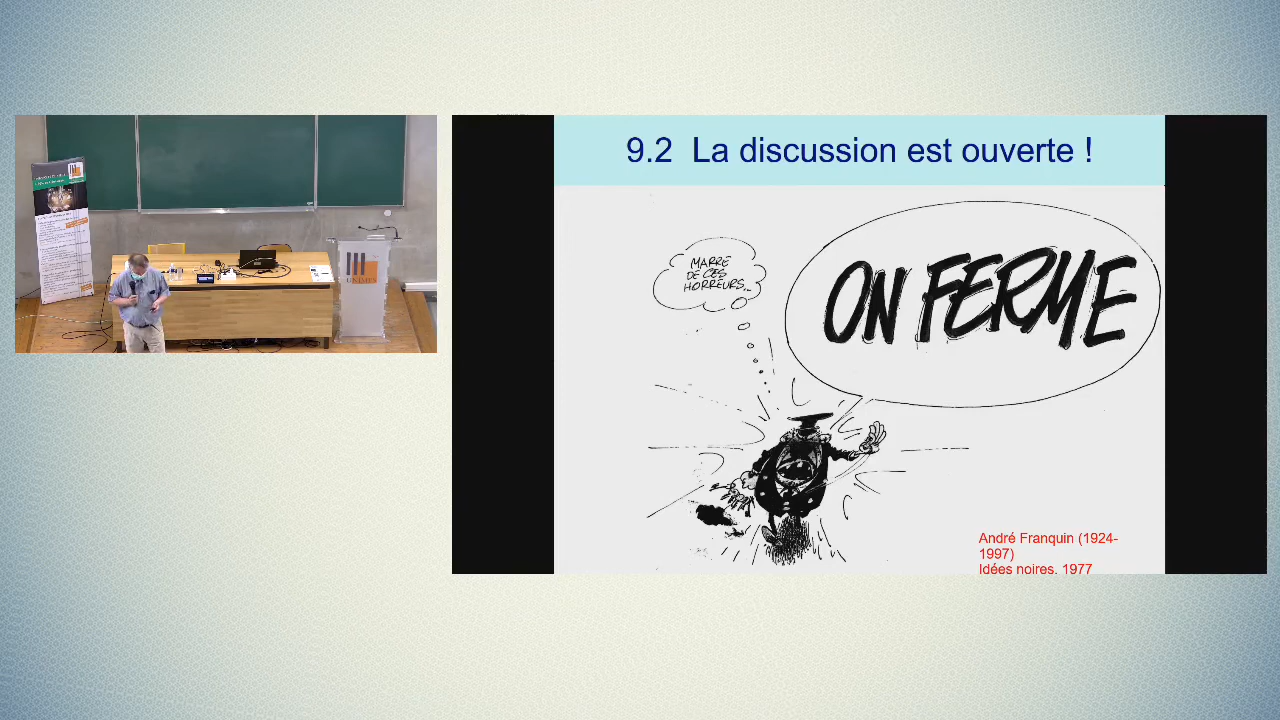 9.2 La discussion est ouverte !
MARRE
DE CES
HORREURS...
ON FERME
André Franquin (1924-
1997)
Idées noires, 1977